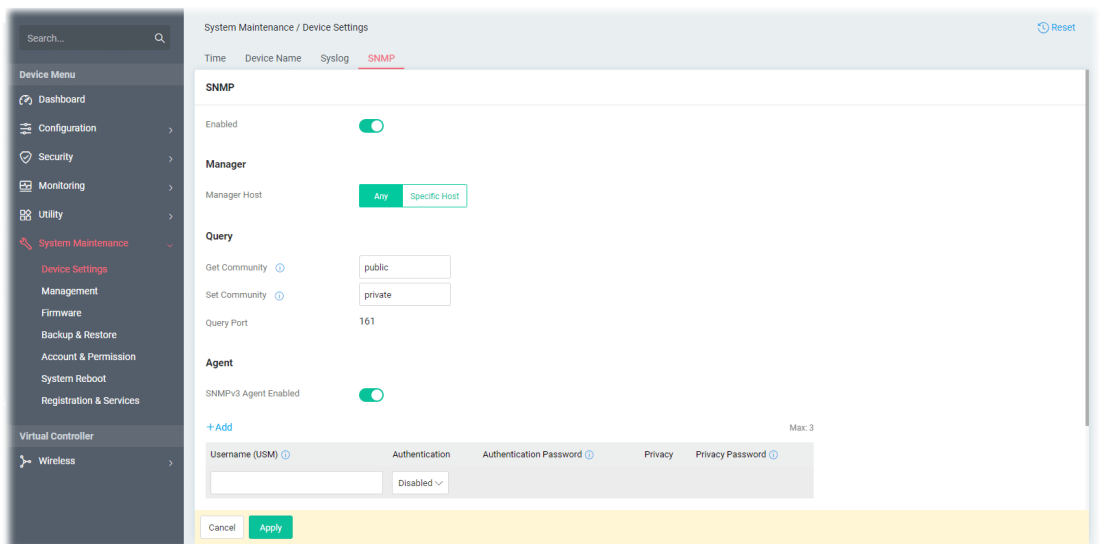 Search...
Device Menu
Dashboard
Configuration
Security
Monitoring
Utility
System Maintenance
Device Settings
Management
Firmware
Backup & Restore
Account & Permission
System Reboot
Registration & Services
Virtual Controller
Wireless
System Maintenance / Device Settings
Reset
Time Device Name Syslog SNMP
SNMP
Enabled
Manager
Manager Host Any Specific Host
Query
Get Community public
Set Community private
Query Port 161
Agent
SNMPv3 Agent Enabled
+Add Max: 3
Username (USM) Authentication Authentication Password Privacy Privacy Password
Disabled
Cancel Apply